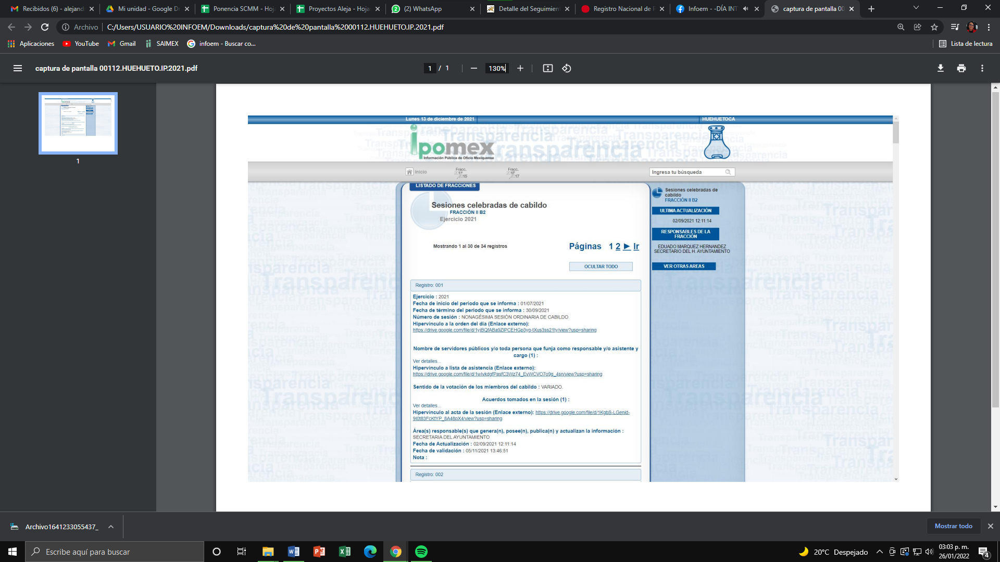 Recibidos (6) - alejand
Mi unidad - Google Dr
Ponencia SCMM - Hoj
Proyectos Aleja - Hoja
(2) WhatsApp
Detalle del Seguimient
Registro Nacional de P
Infoem - -DÍA INT
captura de pantalla 00
Archivo
C:/Users/USUARIO%20INFOEM/Downloads/captura%20de%20pantalla%2000112.HUEHUETO.IP.2021.pdf
Aplicaciones
YouTube
Gmail
SAIMEX
infoem - Buscar co...
Lista de lectura
captura de pantalla 00112.HUEHUETO.IP.2021.pdf
1 / 1
130%
1
Lunes 13 de diciembre de 2021
HUEHUETOCA
ipomex
Información Pública de Oficio Mexiquense
Transparencia
Inicio
Fracc.
Fracc.
Ingresa tu búsqueda
LISTADO DE FRACCIONES
Sesiones celebradas de cabildo
FRACCIÓN II B2
Ejercicio 2021
Mostrando 1 al 30 de 34 registros
Páginas 1 2 ► Ir
OCULTAR TODO
Sesiones celebradas de
cabildo
FRACCIÓN II B2
ULTIMA ACTUALIZACIÓN
02/09/2021 12:11:14
RESPONSABLES DE LA
FRACCIÓN
EDUADO MARQUEZ HERNANDEZ
SECRETARIO DEL H. AYUNTAMIENTO
VER OTRAS AREAS
Registro: 001
Ejercicio : 2021
Fecha de inicio del periodo que se informa : 01/07/2021
Fecha de término del periodo que se informa : 30/09/2021
Número de sesión : NONAGÉSIMA SESIÓN ORDINARIA DE CABILDO
Hipervínculo a la orden del día (Enlace externo):
https://drive.google.com/file/d/1yjBQfABa9ZIPCEHGp3yg-tXus3ss21ty/view?usp=sharing
Nombre de servidores públicos y/o toda persona que funja como responsable y/o asistente y
cargo (1) :
Ver detalles...
Hipervínculo a lista de asistencia (Enlace externo):
https://drive.google.com/file/d/1wIvkdgfPasfC3Wz74_EvWCVO7o9g_4sn/view?usp=sharing
Sentido de la votación de los miembros del cabildo : VARIADO.
Acuerdos tomados en la sesión (1) :
Ver detalles...
Hipervínculo al acta de la sesión (Enlace externo): https://drive.google.com/file/d/1KgbS-LGenid-
9I0t83FcKtYP_8A48pX4/view?usp=sharing
Área(s) responsable(s) que genera(n), posee(n), publica(n) y actualizan la información :
SECRETARIA DEL AYUNTAMIENTO
Fecha de Actualización : 02/09/2021 12:11:14
Fecha de validación : 05/11/2021 13:46:51
Nota :
Registro: 002
Archivo1641233055437_
Mostrar todo
Escribe aquí para buscar
20°C Despejado
03:03 p. m.
26/01/2022
4